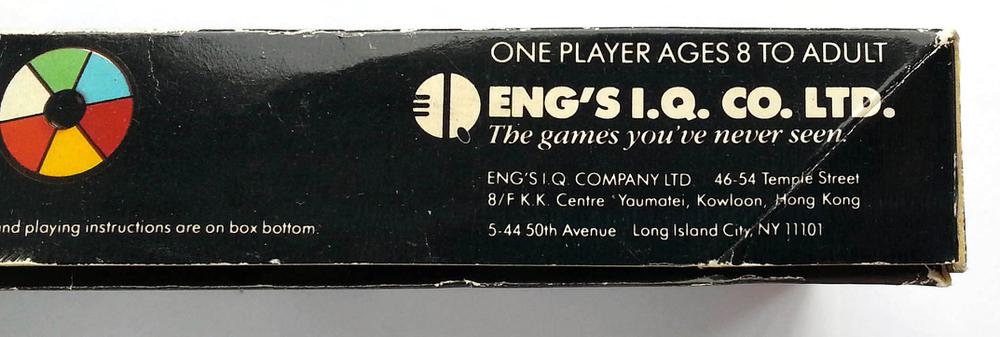 ONE PLAYER AGES 8 TO ADULT
ENG'S I.Q. CO. LTD.
The games you've never seen.
ENG'S I.Q. COMPANY LTD 46-54 Temple Street
8/F K.K. Centre Yaumatei, Kowloon, Hong Kong
nd playing instructions are on box bottom.
5-44 50th Avenue Long Island City, NY 11101